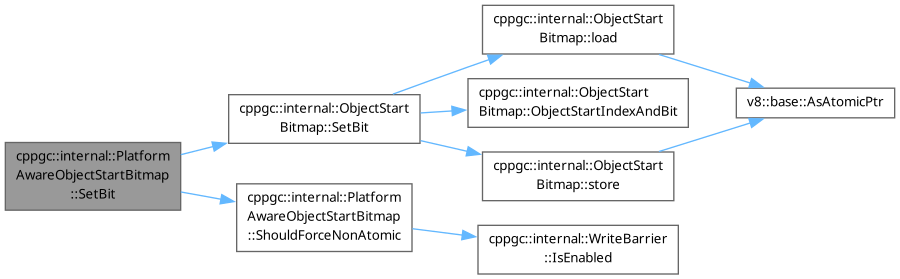 cppgc::internal::Platform
AwareObjectStartBitmap
::SetBit
cppgc::internal::ObjectStart
Bitmap::SetBit
cppgc::internal::ObjectStart
Bitmap::load
cppgc::internal::ObjectStart
Bitmap::ObjectStartIndexAndBit
cppgc::internal::ObjectStart
Bitmap::store
v8::base::AsAtomicPtr
cppgc::internal::Platform
AwareObjectStartBitmap
::ShouldForceNonAtomic
cppgc::internal::WriteBarrier
::IsEnabled